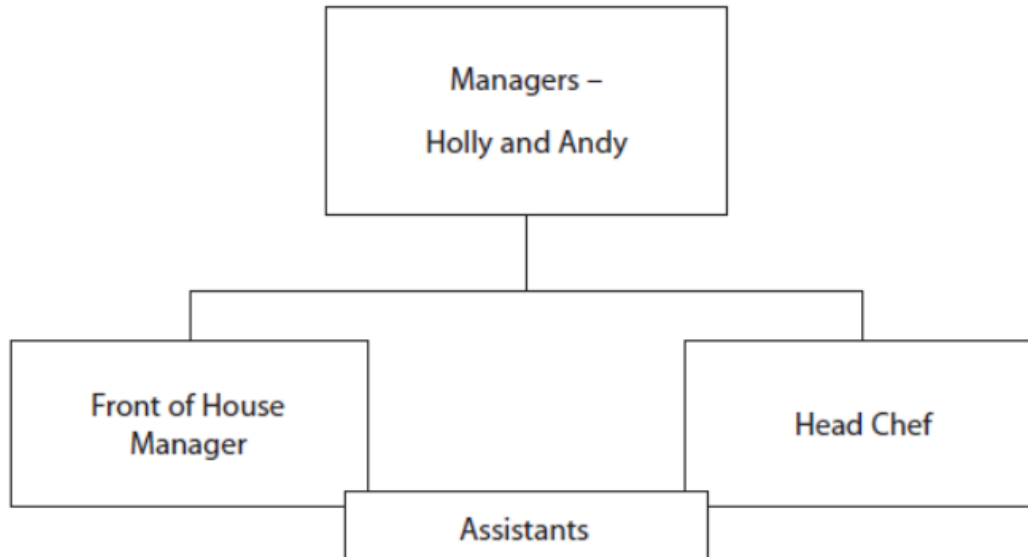 Managers –
Holly and Andy
Front of House
Manager
Head Chef
Assistants